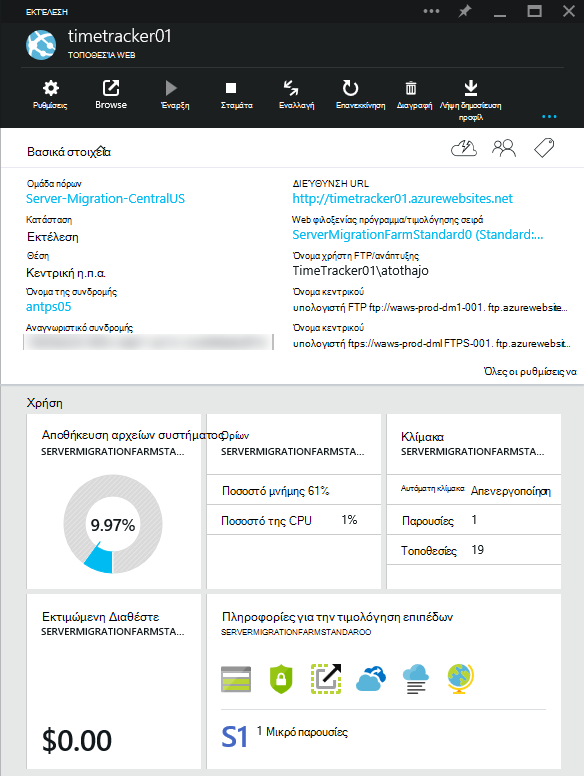 ΕΚΤΈΛΕΣΗ
timetracker01
ΤΟΠΟΘΕΣΊΑ WEB
Ρυθμίσεις
Browse
Έναρξη
Σταμάτα
Εναλλαγή
Επανεκκίνηση
Διαγραφή
Λήψη δημοσίευση προφίλ
Βασικά στοιχεία
Ομάδα πόρων
Server-Migration-CentralUS
Κατάσταση
Εκτέλεση
Θέση
Κεντρική η.π.α.
Όνομα της συνδρομής
antps05
Αναγνωριστικό συνδρομής
ΔΙΕΎΘΥΝΣΗ URL
http://timetracker01.azurewebsites.net
Web φιλοξενίας πρόγραμμα/τιμολόγησης σειρά
ServerMigrationFarmStandard0 (Standard:...
Όνομα χρήστη FTP/ανάπτυξης
TimeTracker01\atothajo
Όνομα κεντρικού
υπολογιστή FTP ftp://waws-prod-dm1-001. ftp.azurewebsite...
Όνομα κεντρικού
υπολογιστή ftps://waws-prod-dml FTPS-001. ftp.azurewebsit...
Όλες οι ρυθμίσεις να
Χρήση
Αποθήκευση αρχείων συστήματος
SERVERMIGRATIONFARMSTA...
9.97%
Ορίων
SERVERMIGRATIONFARMSTA...
Ποσοστό μνήμης 61%
Ποσοστό της CPU 1%
Κλίμακα
SERVERMIGRATIONFARMSTA...
Αυτόματη κλίμακα Απενεργοποίηση
Παρουσίες 1
Τοποθεσίες 19
Εκτιμώμενη Διαθέστε
SERVERMIGRATIONFARMSTA...
$0.00
Πληροφορίες για την τιμολόγηση επιπέδων
SERVERMIGRATIONFARMSTANDAROO
S1 1 Μικρό παρουσίες